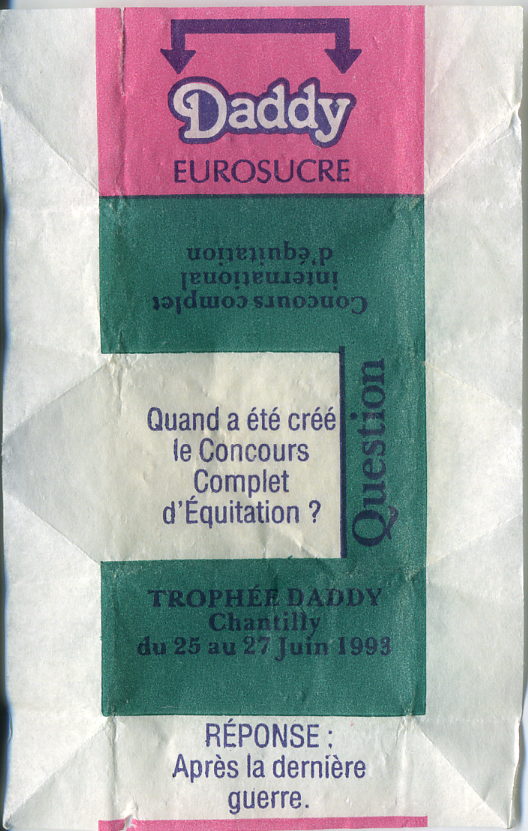 Daddy
EUROSUCRE
Concours complet
international
d'équitation
Quand a été créé
le Concours
Complet
d'Équitation ?
Question
TROPHÉE DADDY
Chantilly
du 25 au 27 Juin 1993
RÉPONSE :
Après la dernière
guerre.